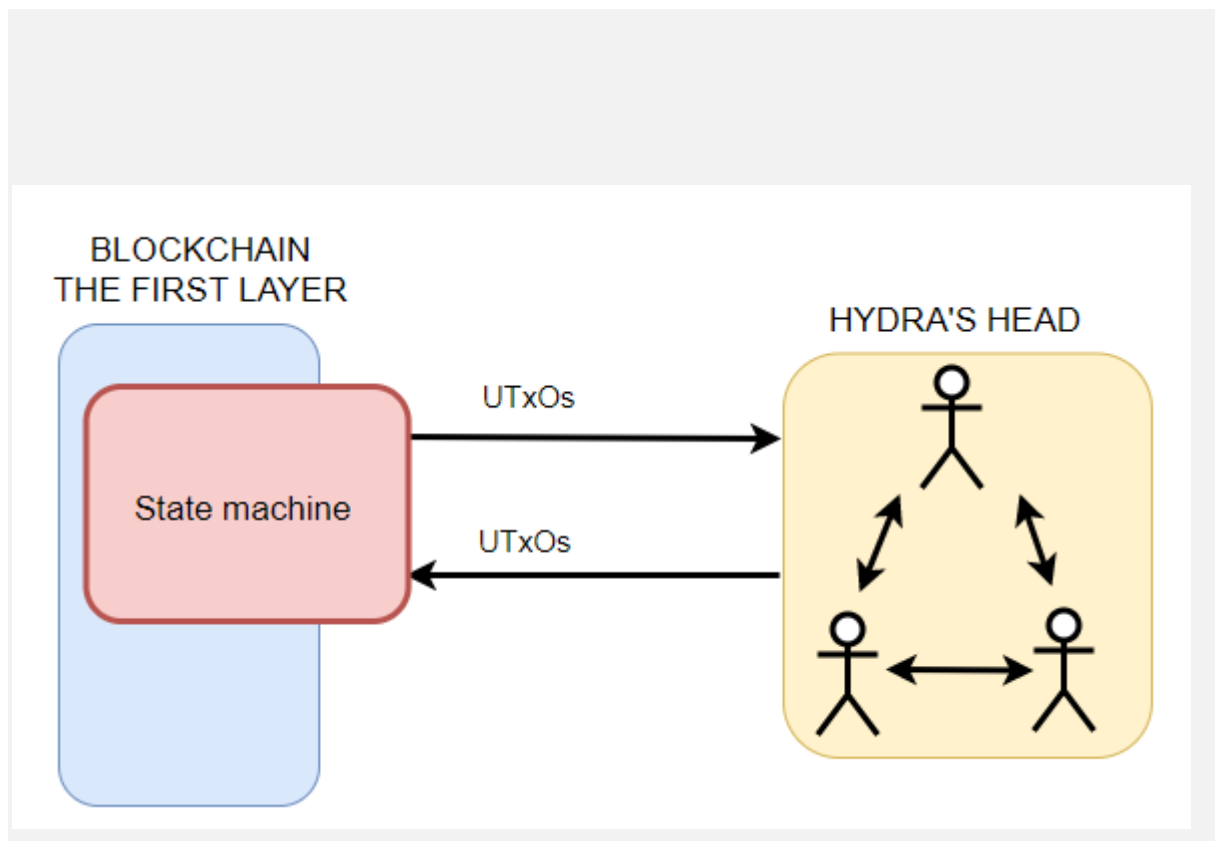 BLOCKCHAIN
THE FIRST LAYER
HYDRA'S HEAD
UTxOs
State machine
UTxOs